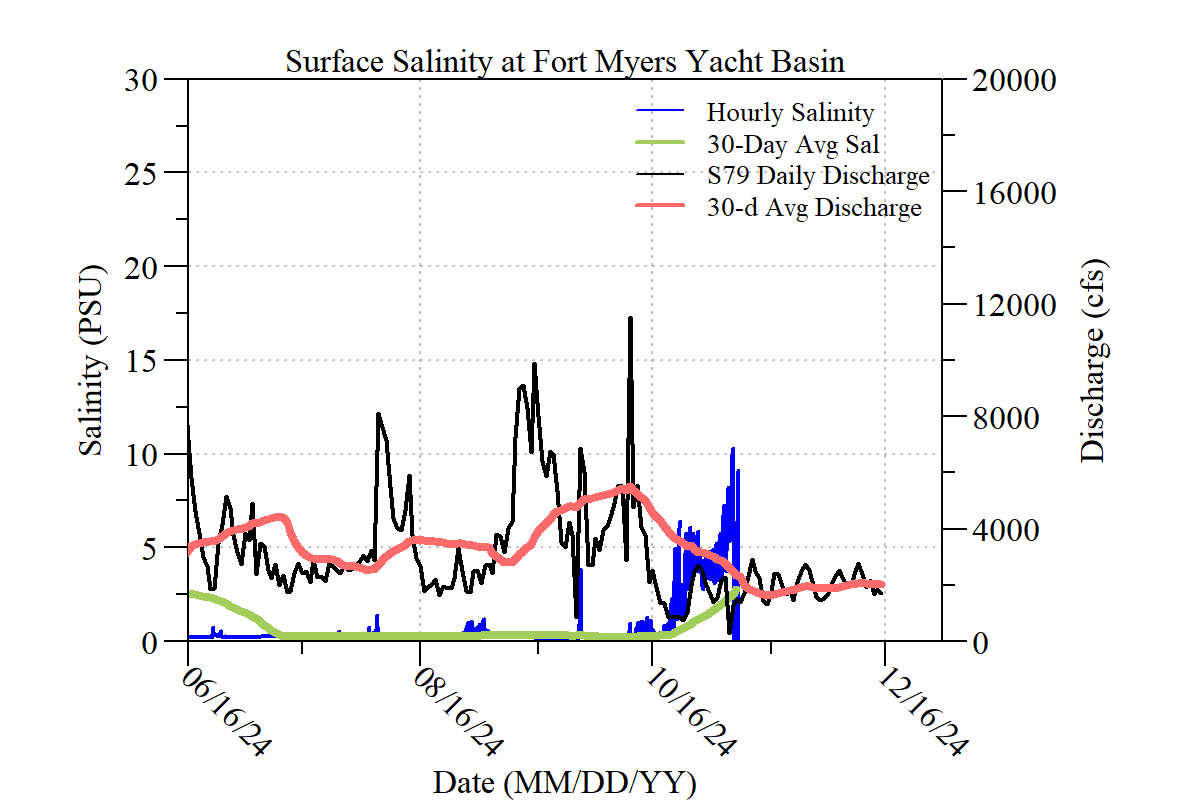 Surface Salinity at Fort Myers Yacht Basin
30
25
20
15
10
5
0
Salinity (PSU)
Hourly Salinity
30-Day Avg Sal
S79 Daily Discharge
30-d Avg Discharge
20000
16000
12000
8000
4000
0
Discharge (cfs)
06/16/24
08/16/24
10/16/24
12/16/24
Date (MM/DD/YY)